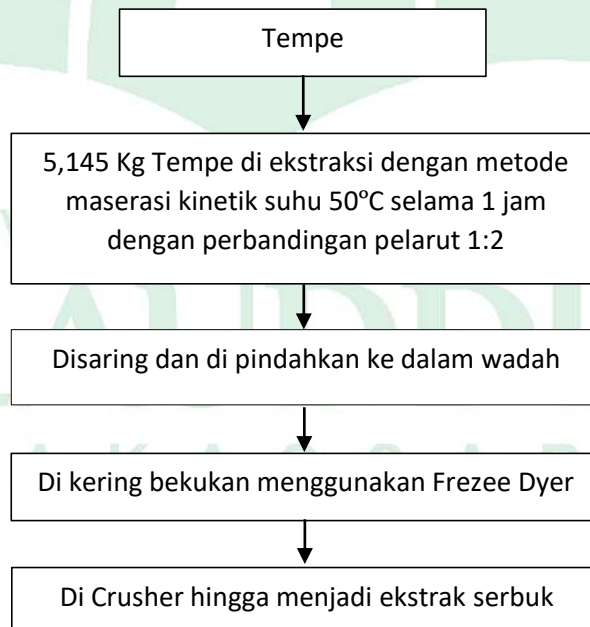 Tempe
5,145 Kg Tempe di ekstraksi dengan metode
maserasi kinetik suhu 50°C selama 1 jam
dengan perbandingan pelarut 1:2
Disaring dan di pindahkan ke dalam wadah
Di kering bekukan menggunakan Frezee Dyer
Di Crusher hingga menjadi ekstrak serbuk